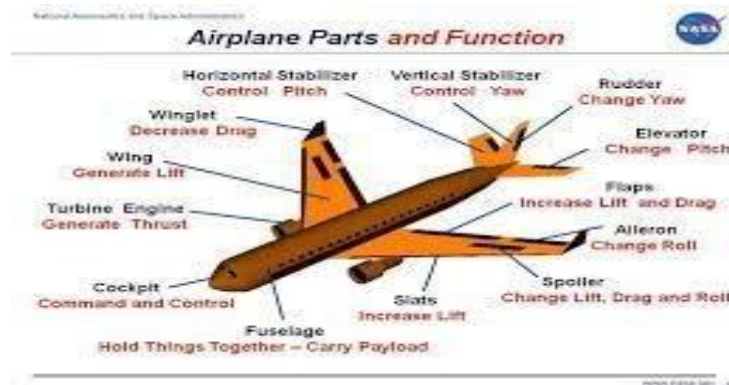 National Aeronautics and Space Administration
NASA
Airplane Parts and Function
Horizontal Stabilizer
Control Pitch
Vertical Stabilizer
Control Yaw
Rudder
Change Yaw
Winglet
Decrease Drag
Elevator
Change Pitch
Wing
Generate Lift
Flaps
Increase Lift and Drag
Turbine Engine
Generate Thrust
Aileron
Change Roll
Cockpit
Command and Control
Spoiler
Change Lift, Drag and Roll
Slats
Increase Lift
Fuselage
Hold Things Together – Carry Payload